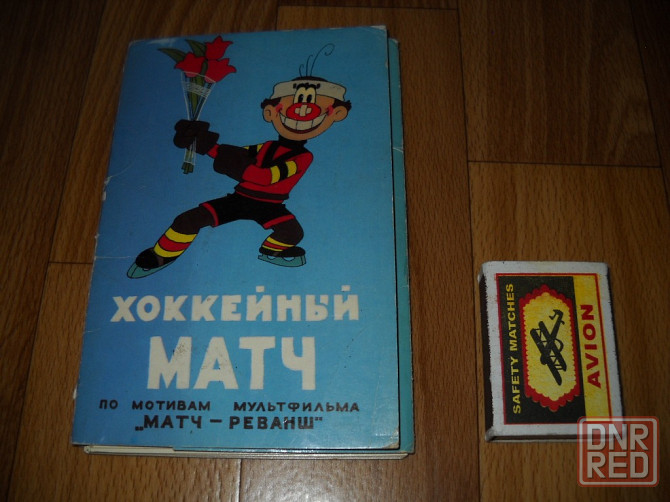 ХОККЕЙНЫЙ
МАТЧ
ПО МОТИВАМ МУЛЬТФИЛЬМА
„МАТЧ – РЕВАНШ"
SAFETY MATCHES
AVION
DNR
RED